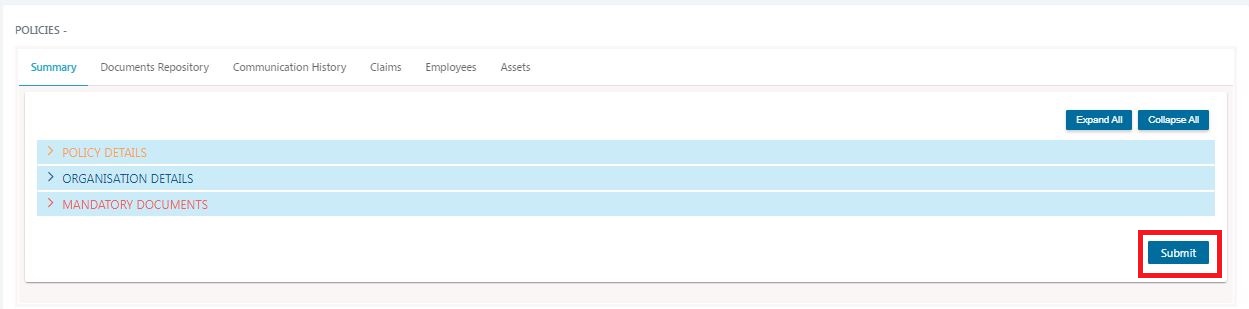 POLICIES -
Summary Documents Repository Communication History Claims Employees Assets
Expand All Collapse All
POLICY DETAILS
ORGANISATION DETAILS
MANDATORY DOCUMENTS
Submit